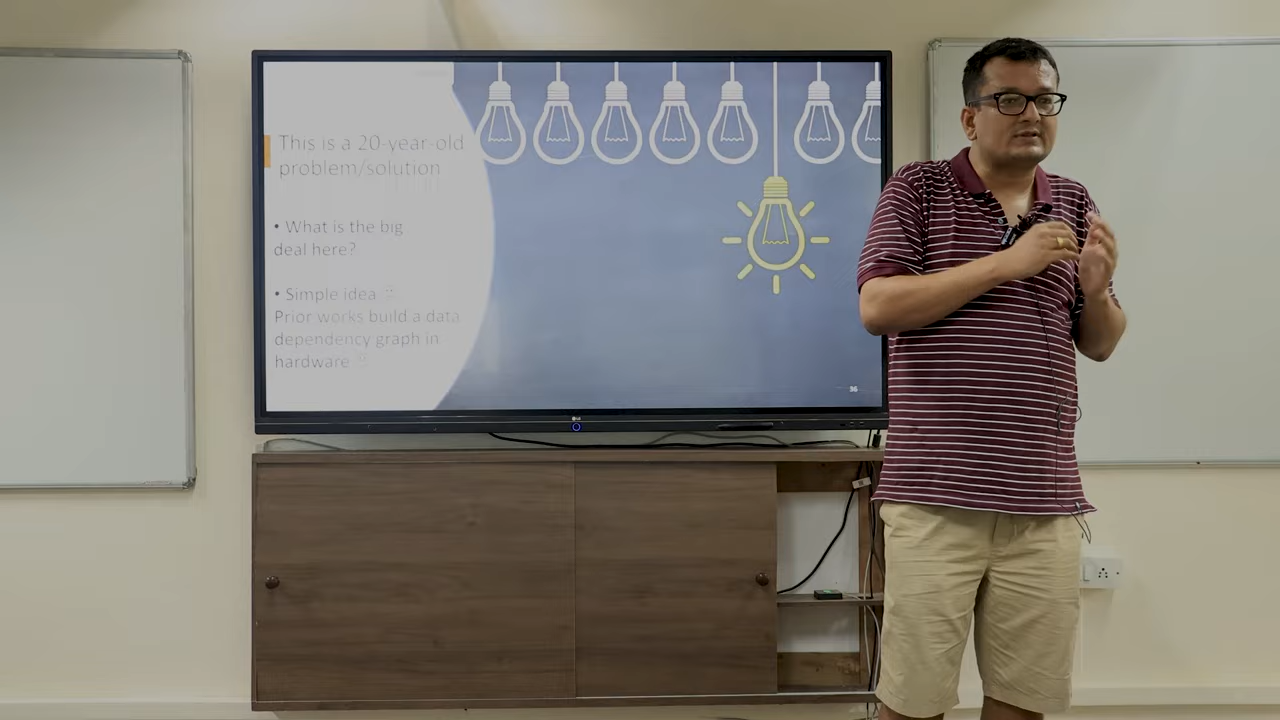 This is a 20-year-old
problem/solution
• What is the big
deal here?
• Simple idea
Prior works build a data
dependency graph in
hardware
36
LG